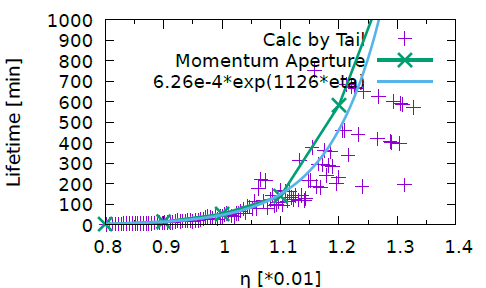 1000
900
800
700
600
500
400
300
200
100
0
Lifetime [min]
Calc by Tail
Momentum Aperture
6.26e-4*exp(1126*eta)
0.8 0.9 1 1.1 1.2 1.3 1.4
η [*0.01]